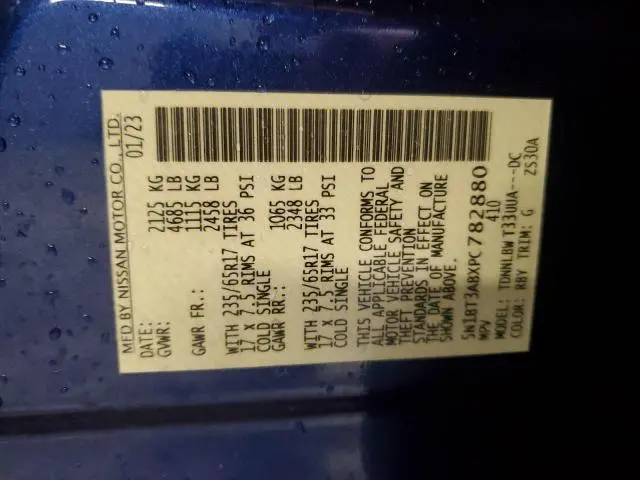 MFD BY NISSAN MOTOR CO., LTD.
DATE: 01/23
GVWR: 2125 KG
4685 LB
GAWR FR.: 1115 KG
2458 LB
WITH 235/65R17 TIRES
17 X 7.5 RIMS AT 36 PSI
COLD SINGLE
GAWR RR.: 1065 KG
2348 LB
WITH 235/65R17 TIRES
17 X 7.5 RIMS AT 33 PSI
COLD SINGLE
THIS VEHICLE CONFORMS TO
ALL APPLICABLE FEDERAL
MOTOR VEHICLE SAFETY AND
THEFT PREVENTION
STANDARDS IN EFFECT ON
THE DATE OF MANUFACTURE
SHOWN ABOVE.
5N1BT3ABXPC782880
MPV 410
MODEL: TDNNLBW T33UUA---DC
COLOR: RBY TRIM: G ZS30A